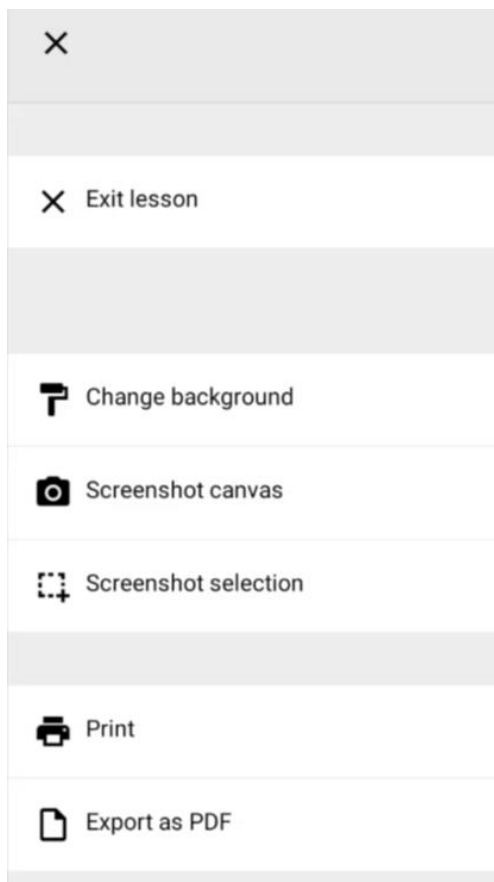 Exit lesson
Change background
Screenshot canvas
Screenshot selection
Print
Export as PDF